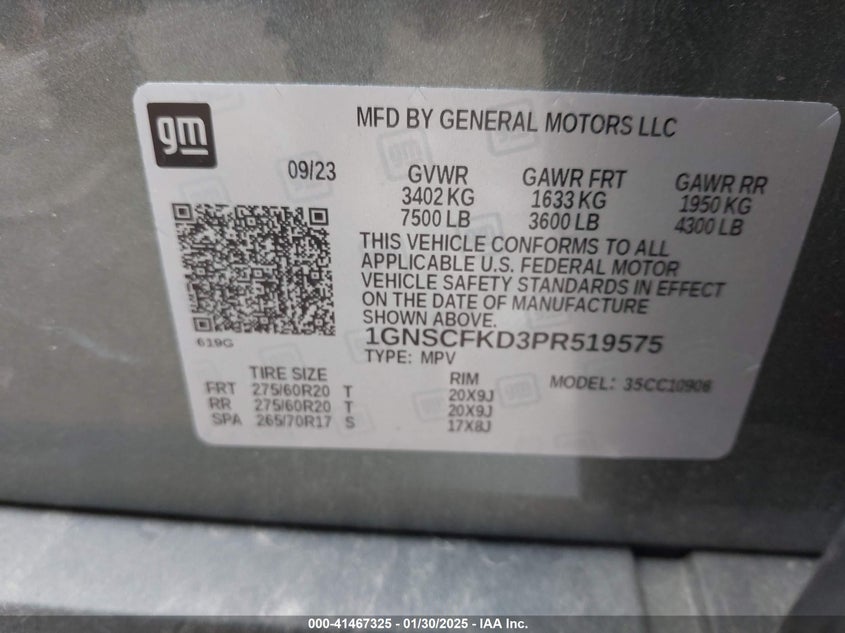 gm
MFD BY GENERAL MOTORS LLC
09/23
GVWR GAWR FRT GAWR RR
3402 KG 1633 KG 1950 KG
7500 LB 3600 LB 4300 LB
THIS VEHICLE CONFORMS TO ALL
APPLICABLE U.S. FEDERAL MOTOR
VEHICLE SAFETY STANDARDS IN EFFECT
ON THE DATE OF MANUFACTURE
SHOWN ABOVE.
619G
1GNSCFKD3PR519575
TYPE: MPV
TIRE SIZE RIM MODEL: 35CC10906
FRT 275/60R20 T 20X9J
RR 275/60R20 T 20X9J
SPA 265/70R17 S 17X8J
000-41467325 - 01/30/2025 - IAA Inc.